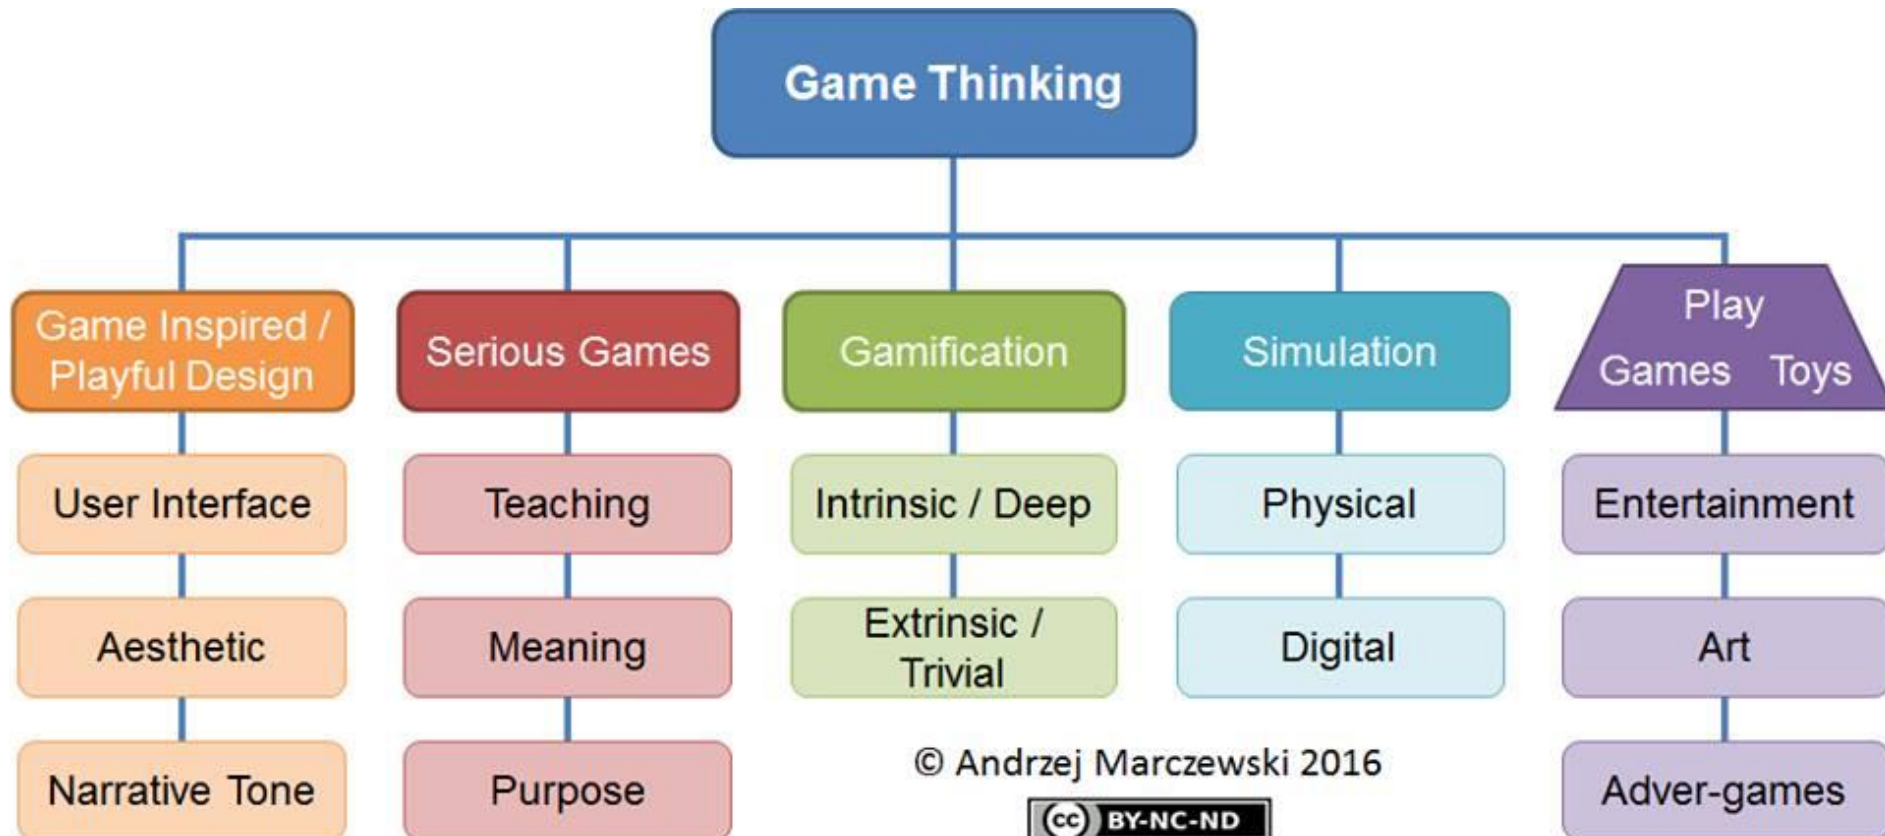 Game Thinking
Game Inspired /
Playful Design
Serious Games
Gamification
Simulation
Play
Games Toys
User Interface
Teaching
Intrinsic / Deep
Physical
Entertainment
Aesthetic
Meaning
Extrinsic /
Trivial
Digital
Art
Narrative Tone
Purpose
Adver-games
© Andrzej Marczewski 2016
cc BY-NC-ND